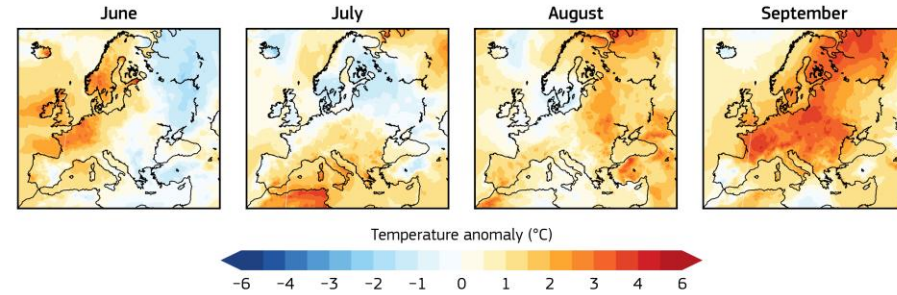 June July August September
Temperature anomaly (°C)
−6 −4 −3 −2 −1 0 1 2 3 4 6